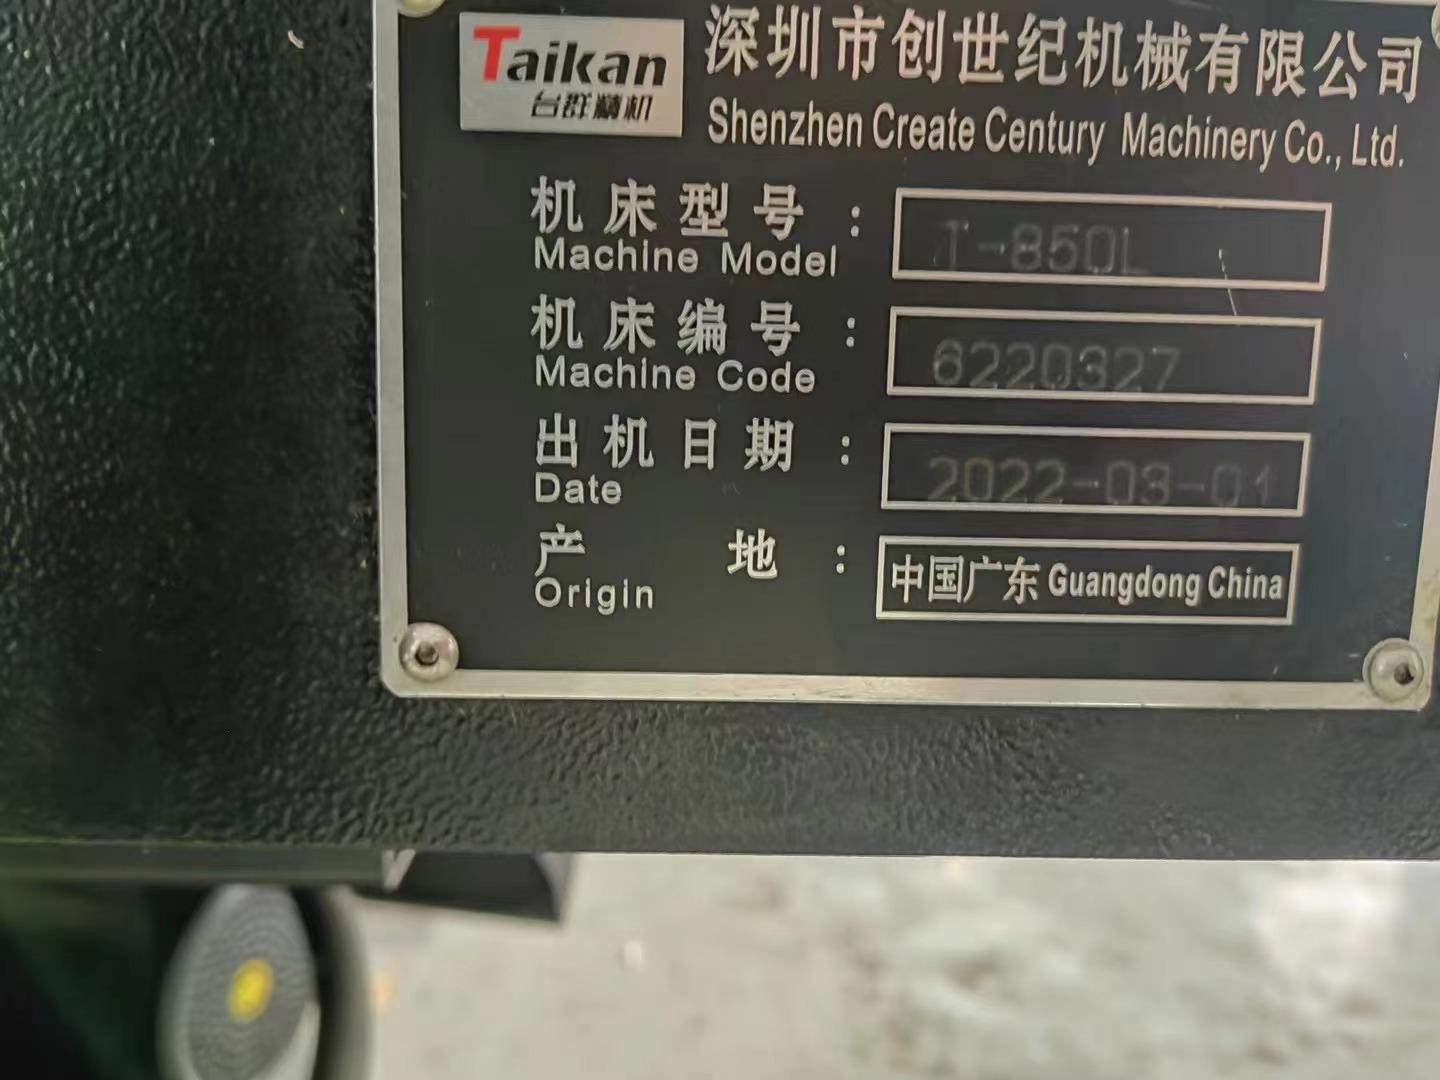 Taikan
台群精机
深圳市创世纪机械有限公司
Shenzhen Create Century Machinery Co., Ltd.
机床型号：
Machine Model
T-850L
机床编号：
Machine Code
6220327
出机日期：
Date
2022-03-01
产地：
Origin
中国广东 Guangdong China